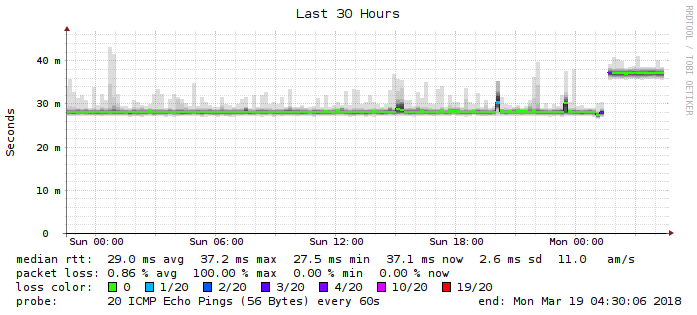 Last 30 Hours
RRDTOOL / TOBI OETIKER
Seconds
40 m
30 m
20 m
10 m
0
Sun 00:00 Sun 06:00 Sun 12:00 Sun 18:00 Mon 00:00
median rtt: 29.0 ms avg 37.2 ms max 27.5 ms min 37.1 ms now 2.6 ms sd 11.0 am/s
packet loss: 0.86 % avg 100.00 % max 0.00 % min 0.00 % now
loss color: 0 1/20 2/20 3/20 4/20 10/20 19/20
probe: 20 ICMP Echo Pings (56 Bytes) every 60s end: Mon Mar 19 04:30:06 2018